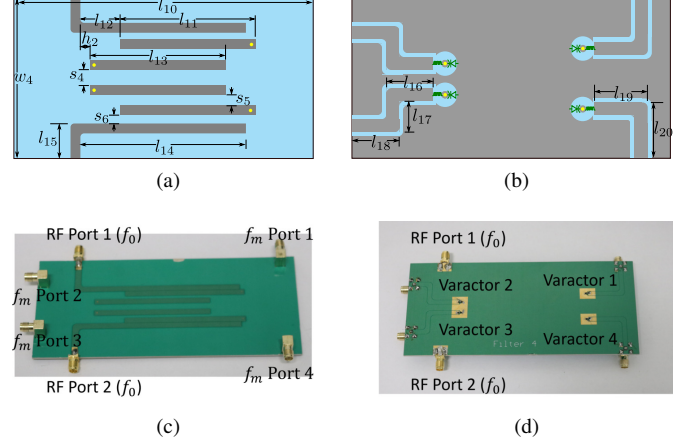 l10
l12
l11
h2
l13
w4
s4
s5
s6
l15
l14
(a)
l16
l19
l17
l18
l20
(b)
RF Port 1 (f0)
fm Port 1
fm Port 2
fm Port 3
fm Port 4
RF Port 2 (f0)
(c)
RF Port 1 (f0)
Varactor 2
Varactor 1
Varactor 3
Varactor 4
Filter 4
RF Port 2 (f0)
(d)